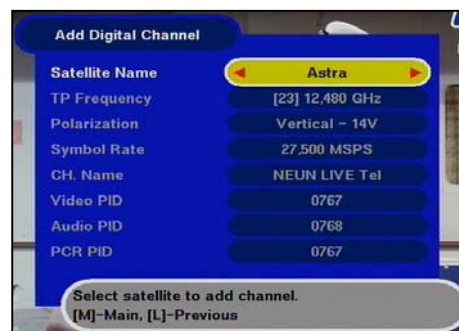 Add Digital Channel
Satellite Name Astra
TP Frequency [23] 12,480 GHz
Polarization Vertical - 14V
Symbol Rate 27,500 MSPS
CH. Name NEUN LIVE Tel
Video PID 0767
Audio PID 0768
PCR PID 0767
Select satellite to add channel.
[M]-Main, [L]-Previous